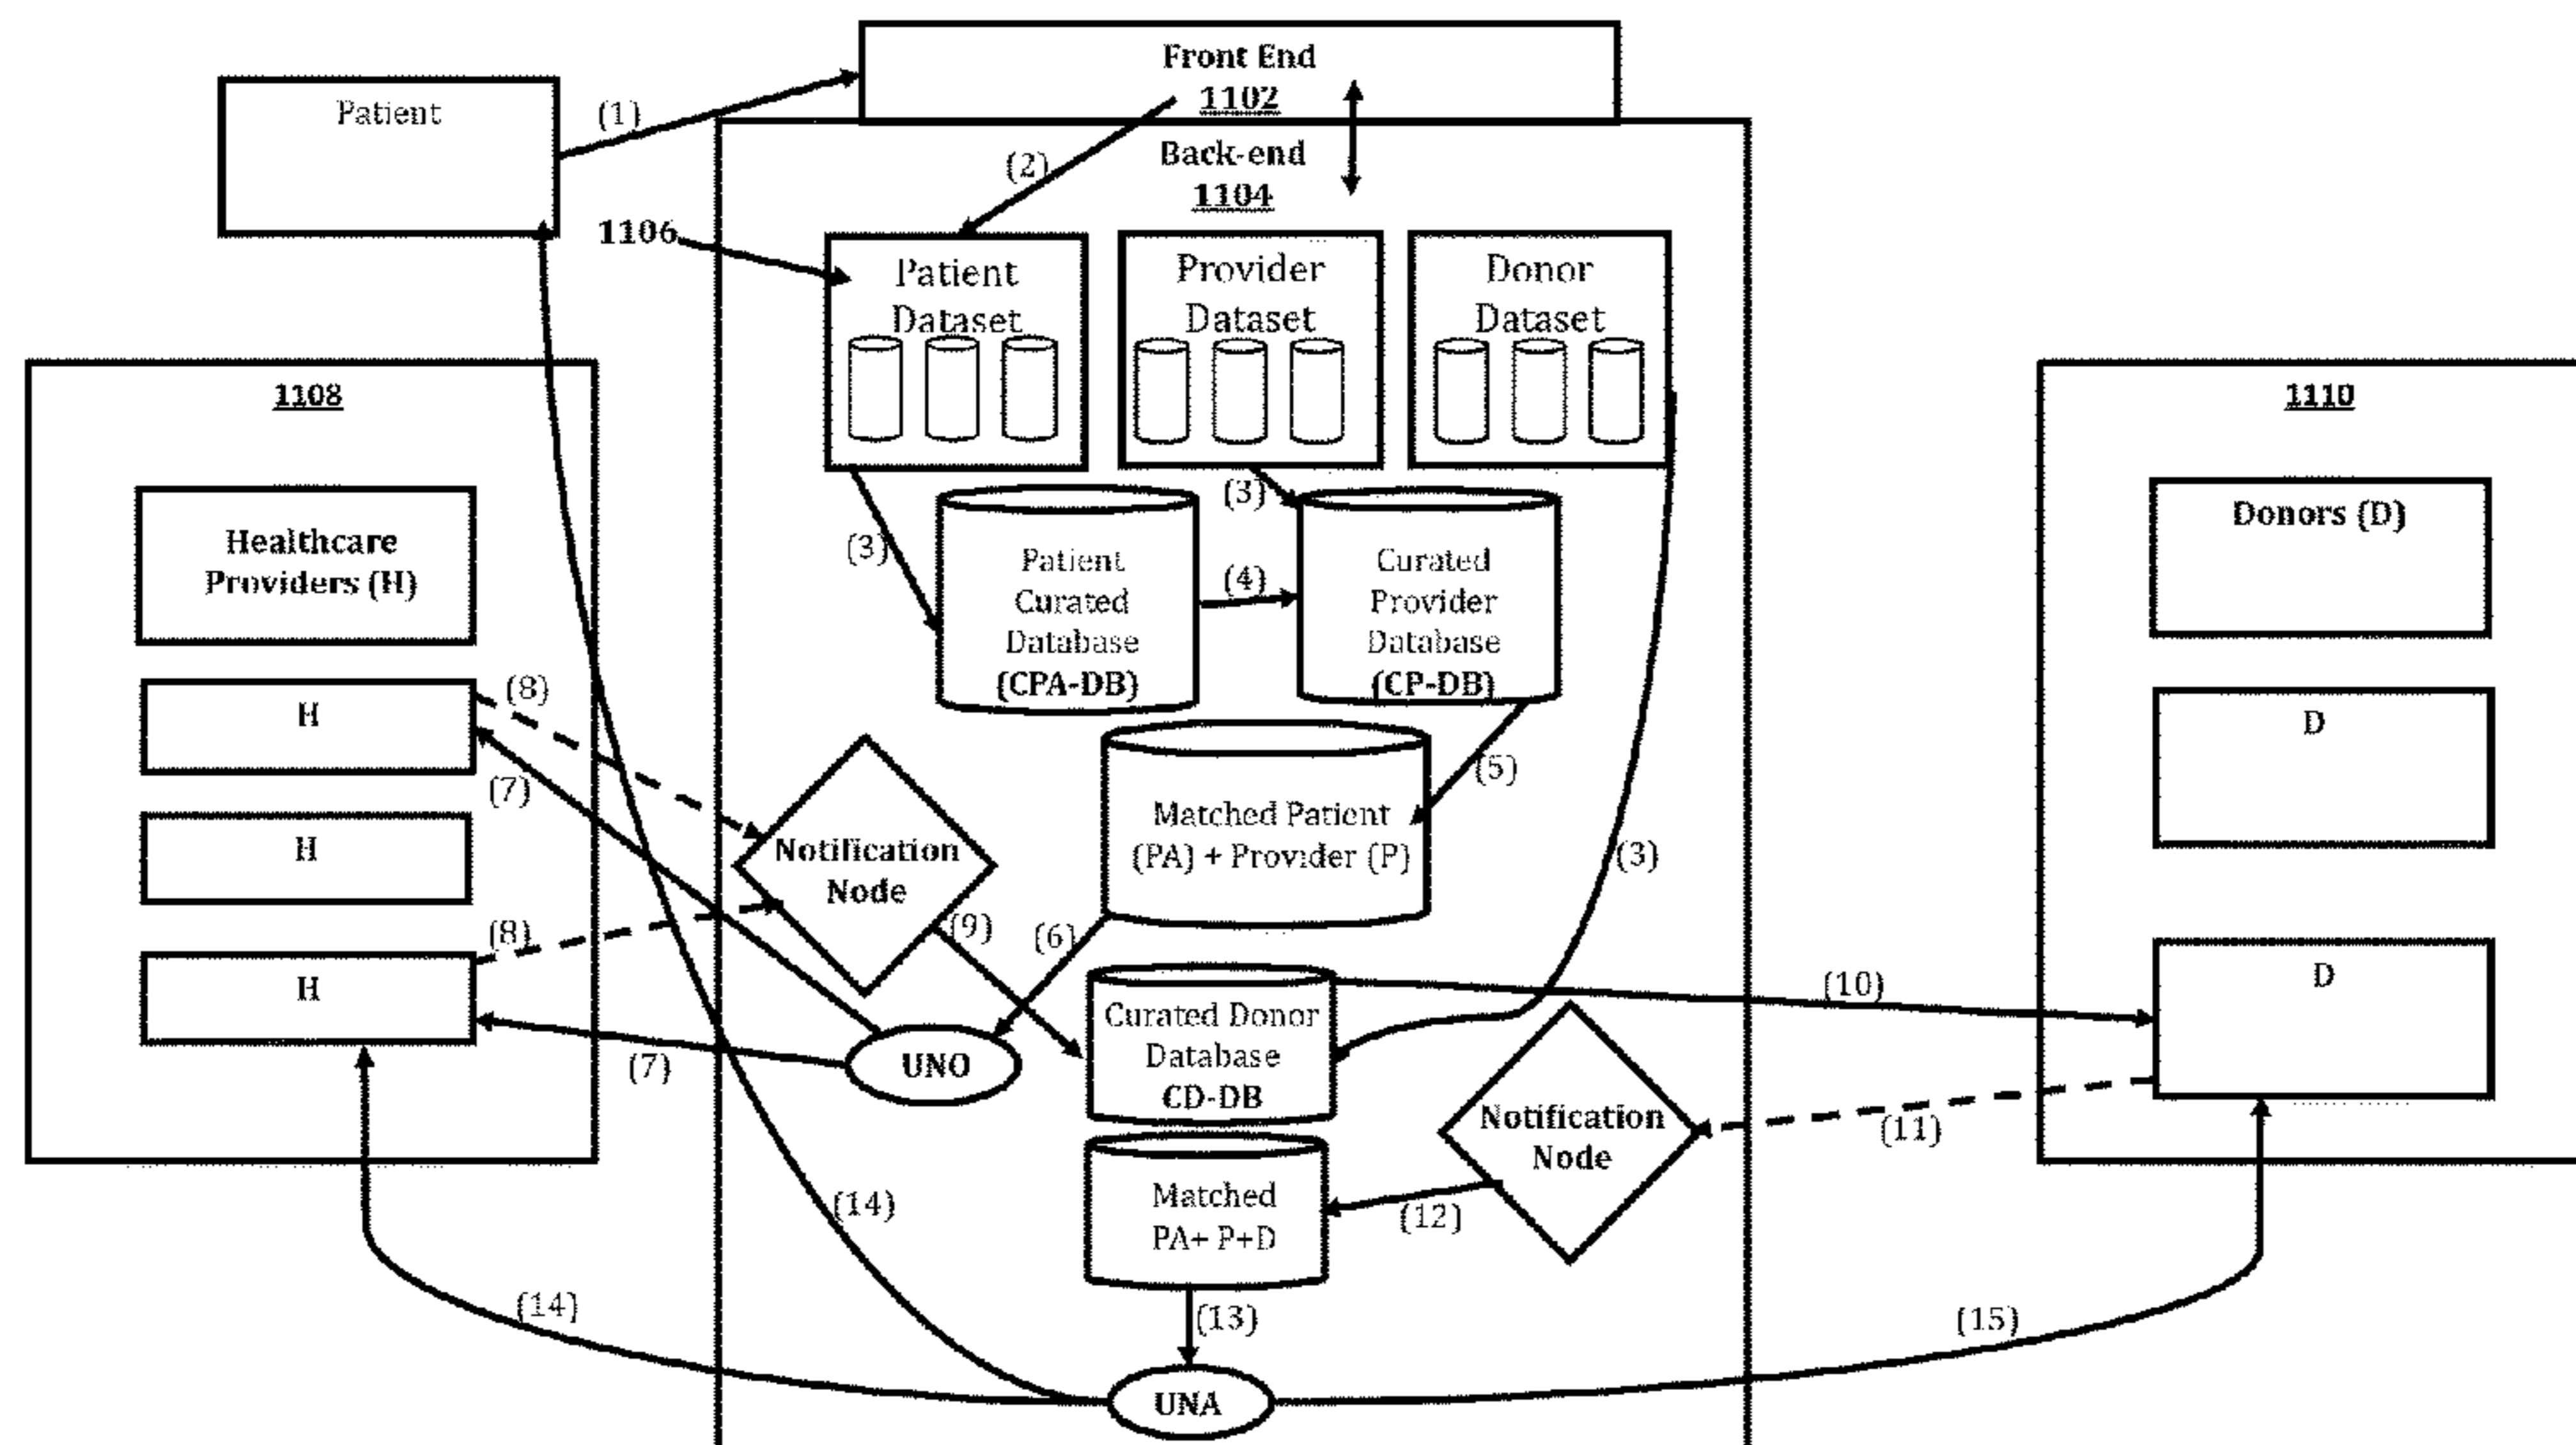 Front End
1102
Patient
(1)
Back-end
1104
(2)
1106
Patient
Dataset
Provider
Dataset
Donor
Dataset
1108
1110
Healthcare
Providers (H)
(3)
(3)
Patient
Curated
Database
(CPA-DB)
(4)
Curated
Provider
Database
(CP-DB)
Donors (D)
H
(8)
(7)
D
(5)
Matched Patient
(PA) + Provider (P)
(3)
H
Notification
Node
(9)
(6)
(8)
H
(7)
UNO
Curated Donor
Database
CD-DB
(10)
D
Notification
Node
(11)
Matched
PA+ P+D
(12)
(14)
(13)
(14)
(15)
UNA